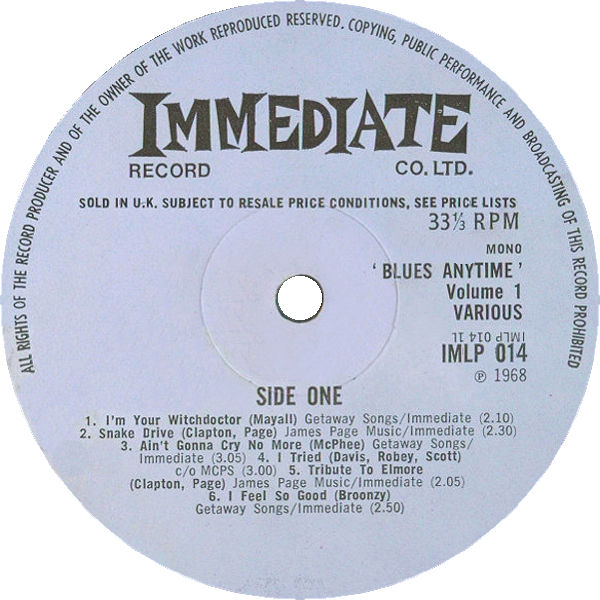 ALL RIGHTS OF THE RECORD PRODUCER AND OF THE OWNER OF THE WORK REPRODUCED RESERVED. COPYING, PUBLIC PERFORMANCE AND BROADCASTING OF THIS RECORD PROHIBITED
IMMEDIATE
RECORD CO. LTD.
SOLD IN U.K. SUBJECT TO RESALE PRICE CONDITIONS, SEE PRICE LISTS
33⅓ RPM
MONO
'BLUES ANYTIME'
Volume 1
VARIOUS
IMLP 014 1L
IMLP 014
℗ 1968
SIDE ONE
1. I'm Your Witchdoctor (Mayall) Getaway Songs/Immediate (2.10)
2. Snake Drive (Clapton, Page) James Page Music/Immediate (2.30)
3. Ain't Gonna Cry No More (McPhee) Getaway Songs/
Immediate (3.05) 4. I Tried (Davis, Robey, Scott)
c/o MCPS (3.00) 5. Tribute To Elmore
(Clapton, Page) James Page Music/Immediate (2.05)
6. I Feel So Good (Broonzy)
Getaway Songs/Immediate (2.50)